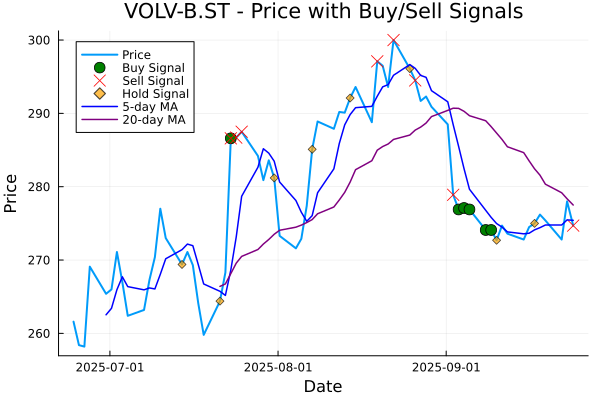 VOLV-B.ST - Price with Buy/Sell Signals
Price
Buy Signal
Sell Signal
Hold Signal
5-day MA
20-day MA
300
290
280
270
260
Price
2025-07-01
2025-08-01
2025-09-01
Date